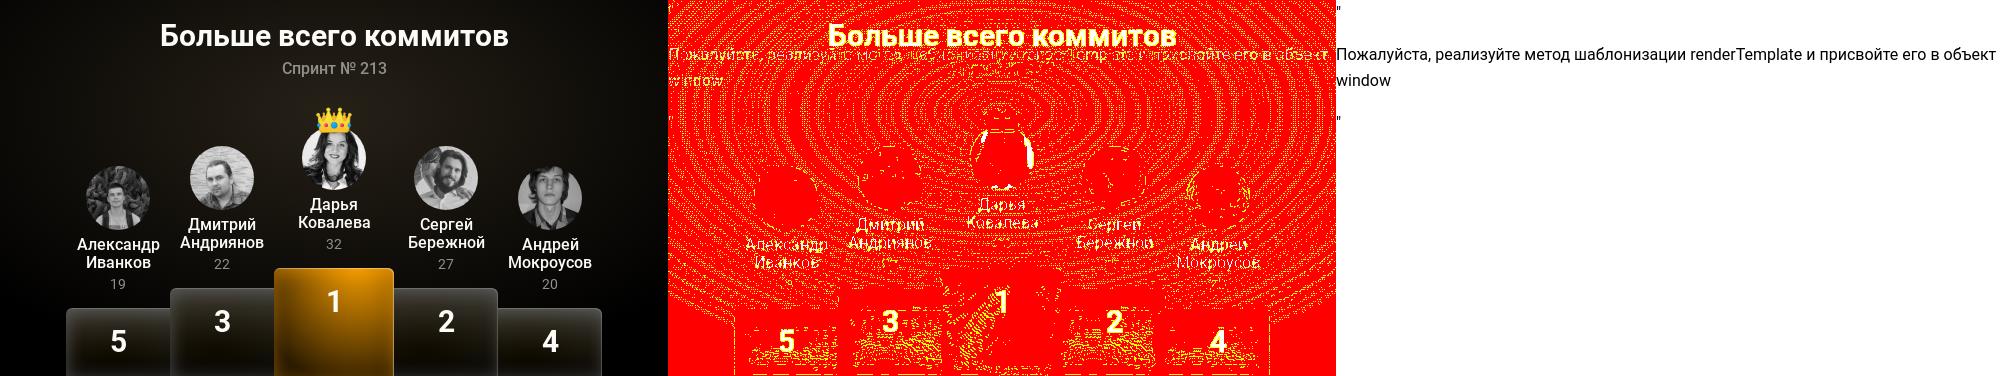 Больше всего коммитов
Спринт № 213
Дарья
Ковалева
32
Дмитрий
Андриянов
22
Сергей
Бережной
27
Александр
Иванков
19
Андрей
Мокроусов
20
1
3
2
5
4
Больше всего коммитов
Пожалуйста, реализуйте метод шаблонизации renderTemplate и присвойте его в объект
window
Дарья
Ковалева
Дмитрий
Андриянов
Сергей
Бережной
Александр
Иванков
Андрей
Мокроусов
1
3
2
5
4
"
Пожалуйста, реализуйте метод шаблонизации renderTemplate и присвойте его в объект
window
"